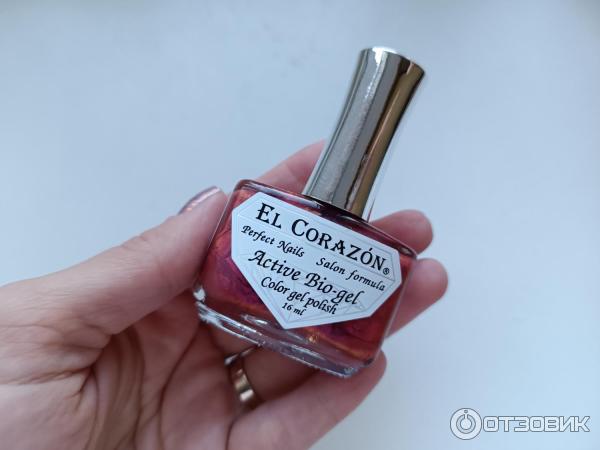 EL CORAZÓN®
Perfect Nails Salon formula
Active Bio-gel
Color gel polish
16 ml
ОТЗОВИК